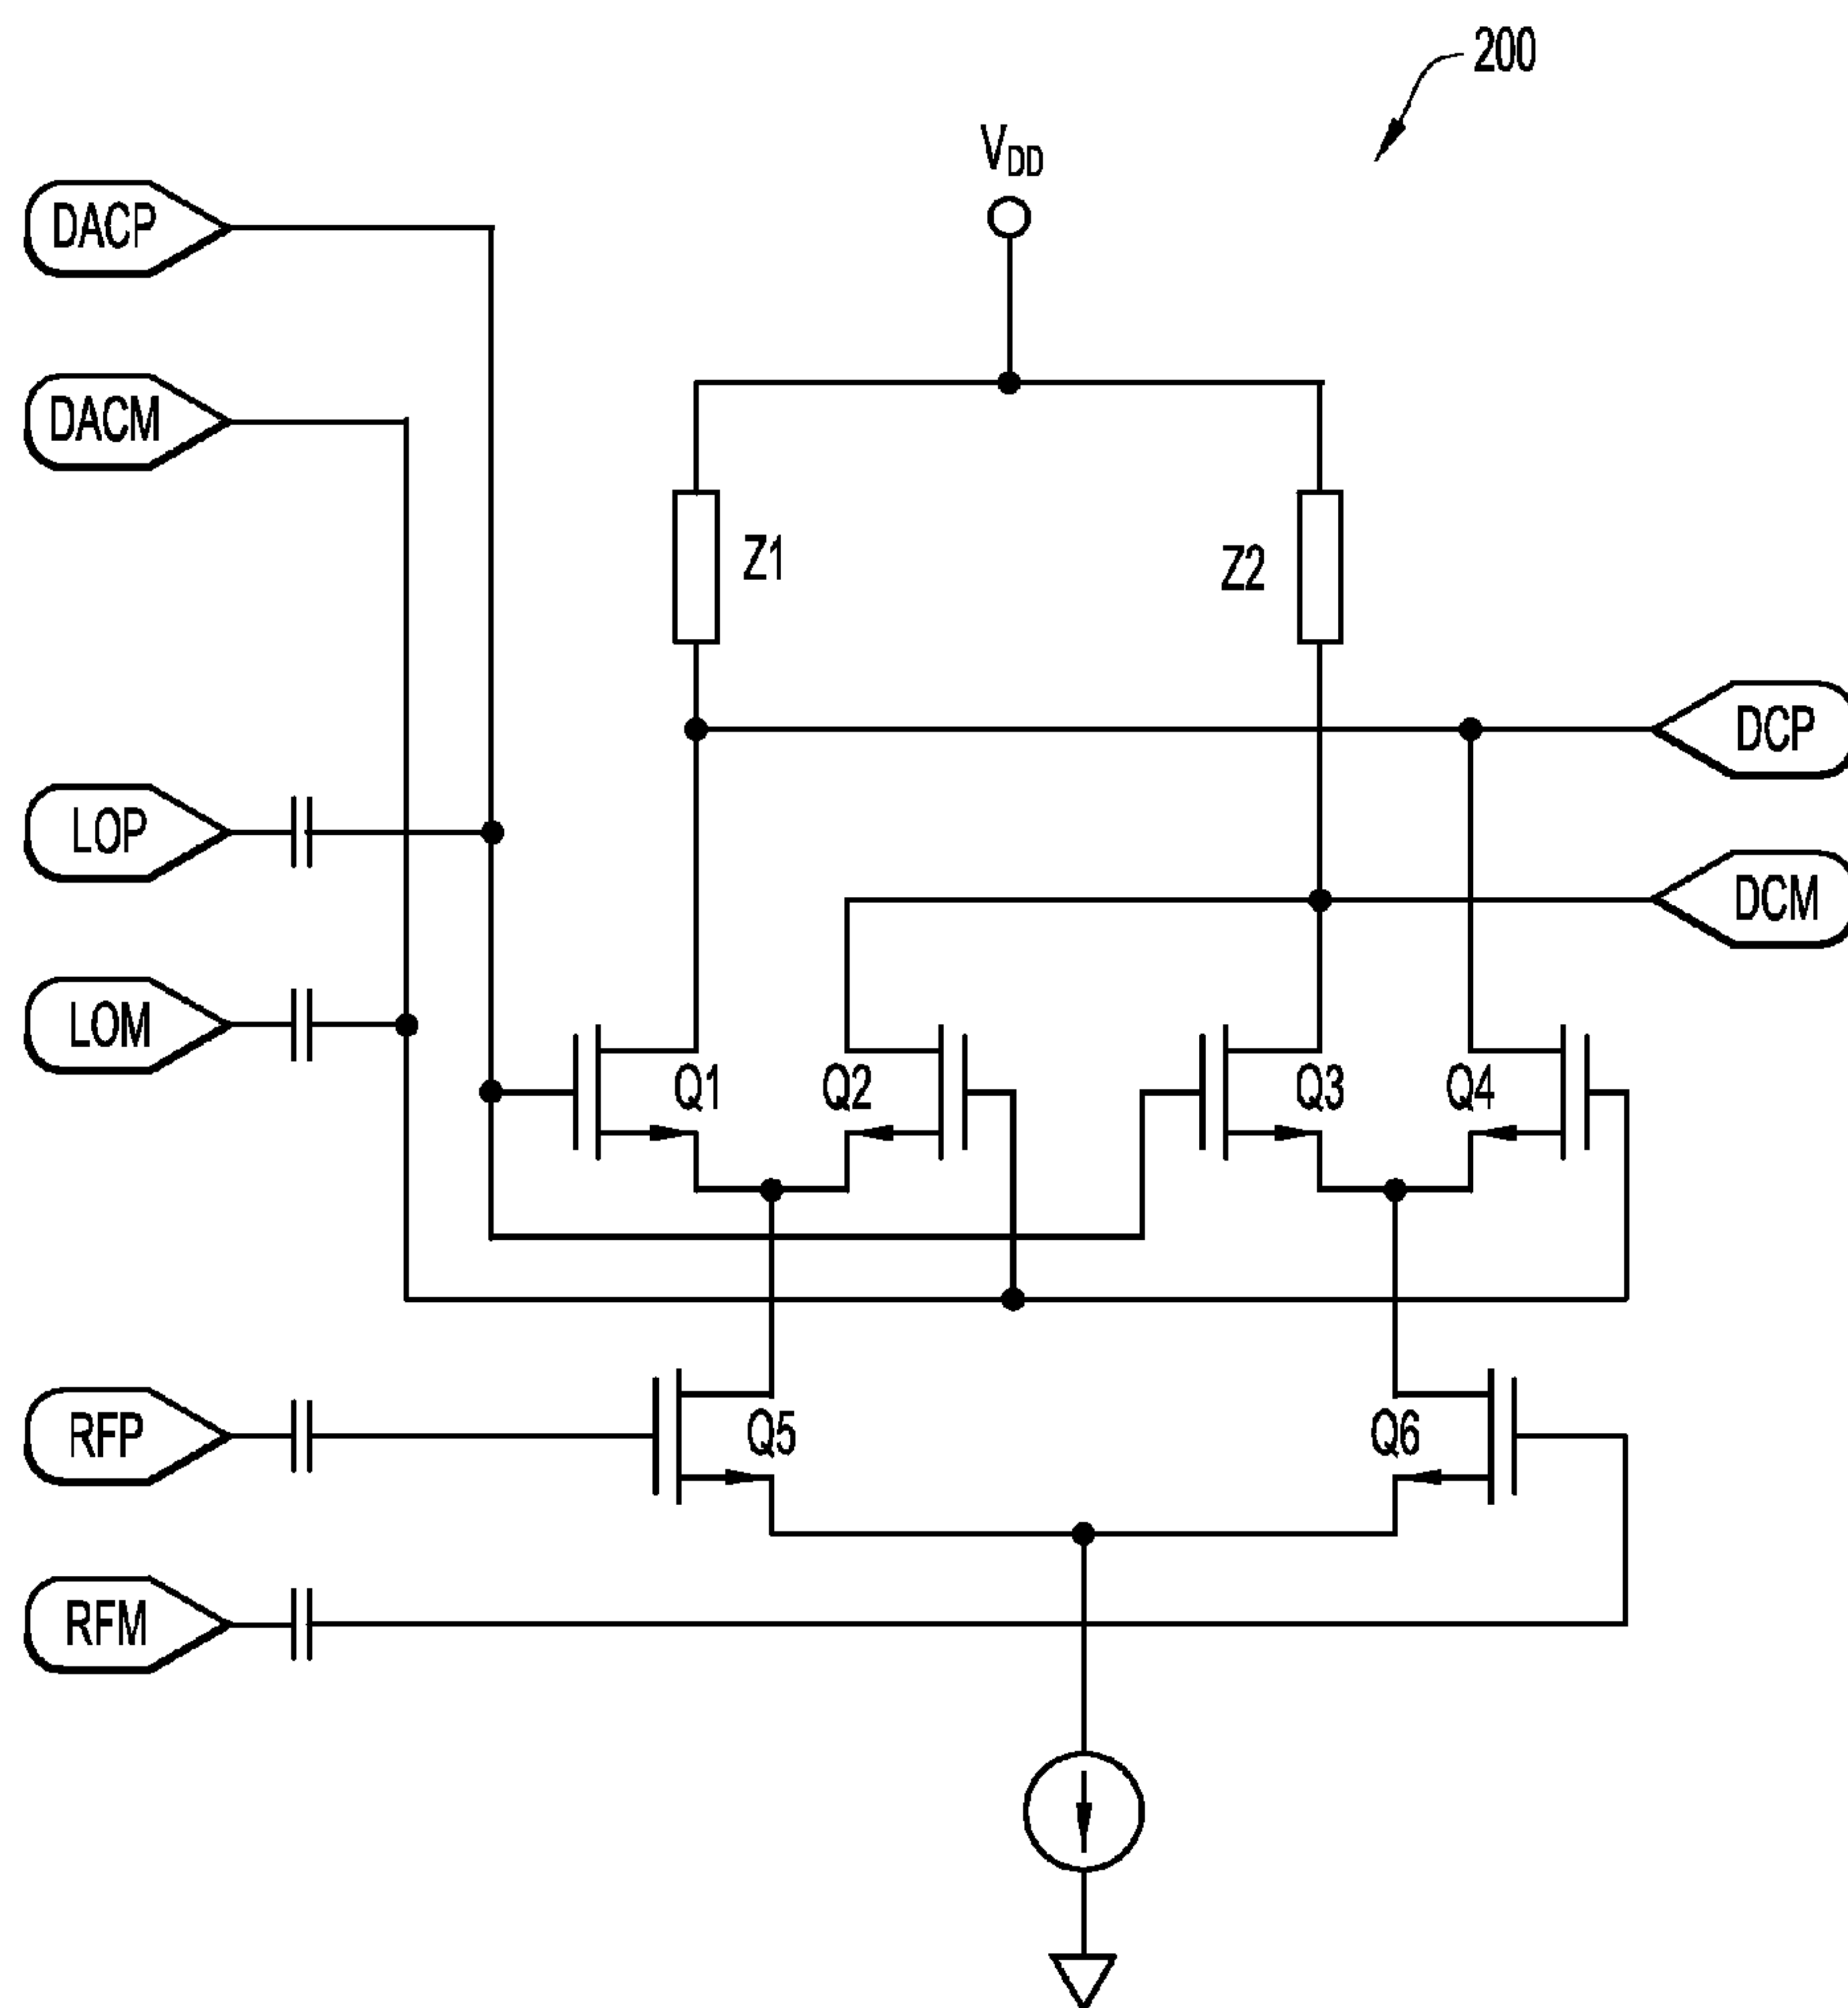 200
VDD
DACP
DACM
Z1
Z2
DCP
LOP
DCM
LOM
Q1
Q2
Q3
Q4
RFP
Q5
Q6
RFM